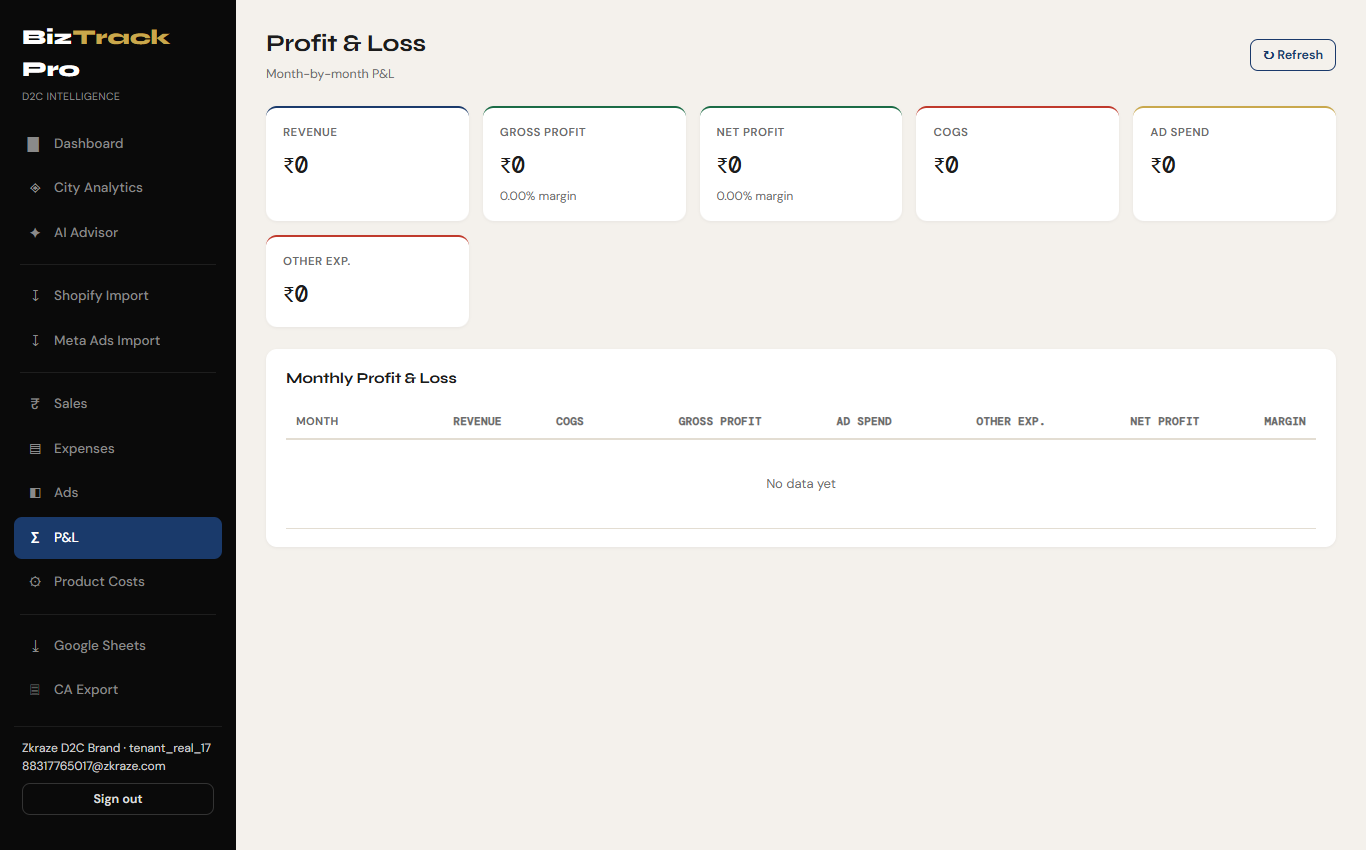 BizTrack
Pro
D2C INTELLIGENCE
Dashboard
City Analytics
AI Advisor
Shopify Import
Meta Ads Import
Sales
Expenses
Ads
Σ P&L
Product Costs
Google Sheets
CA Export
Zkraze D2C Brand · tenant_real_17
88317765017@zkraze.com
Sign out
Profit & Loss
Month-by-month P&L
↻ Refresh
REVENUE
₹0
GROSS PROFIT
₹0
0.00% margin
NET PROFIT
₹0
0.00% margin
COGS
₹0
AD SPEND
₹0
OTHER EXP.
₹0
Monthly Profit & Loss
MONTH REVENUE COGS GROSS PROFIT AD SPEND OTHER EXP. NET PROFIT MARGIN
No data yet